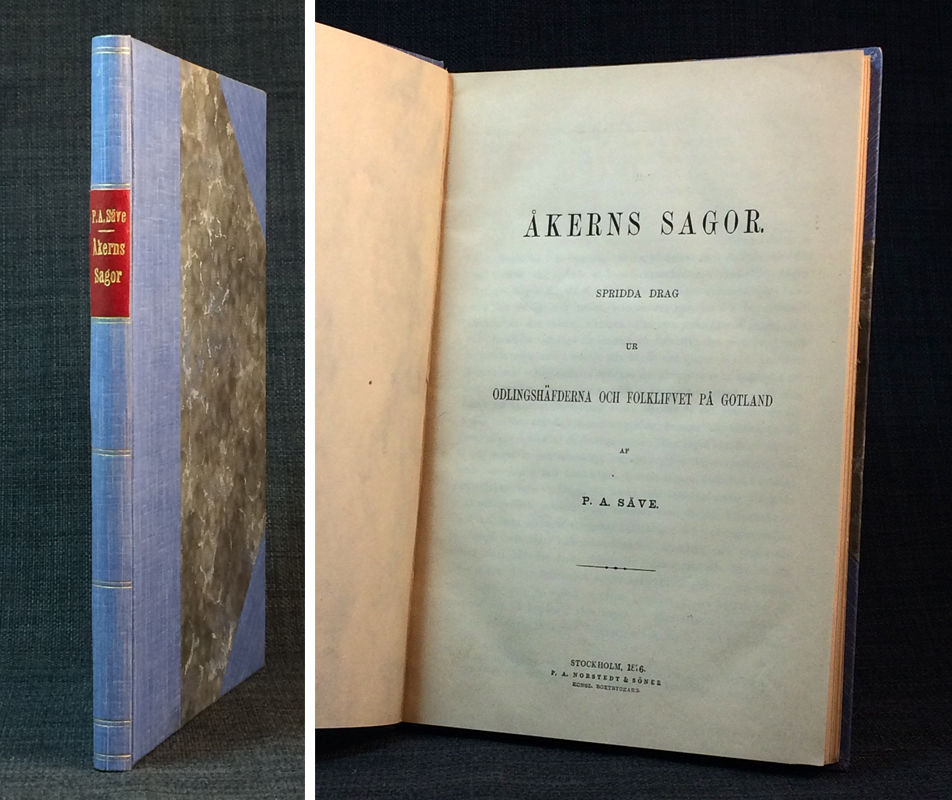 P.A.Säve
Åkerns
Sagor
ÅKERNS SAGOR.
SPRIDDA DRAG
UR
ODLINGSHÄFDERNA OCH FOLKLIFVET PÅ GOTLAND
AF
P. A. SÄVE.
STOCKHOLM, 1876.
P. A. NORSTEDT & SÖNER
KONGL. BOKTRYCKARE.